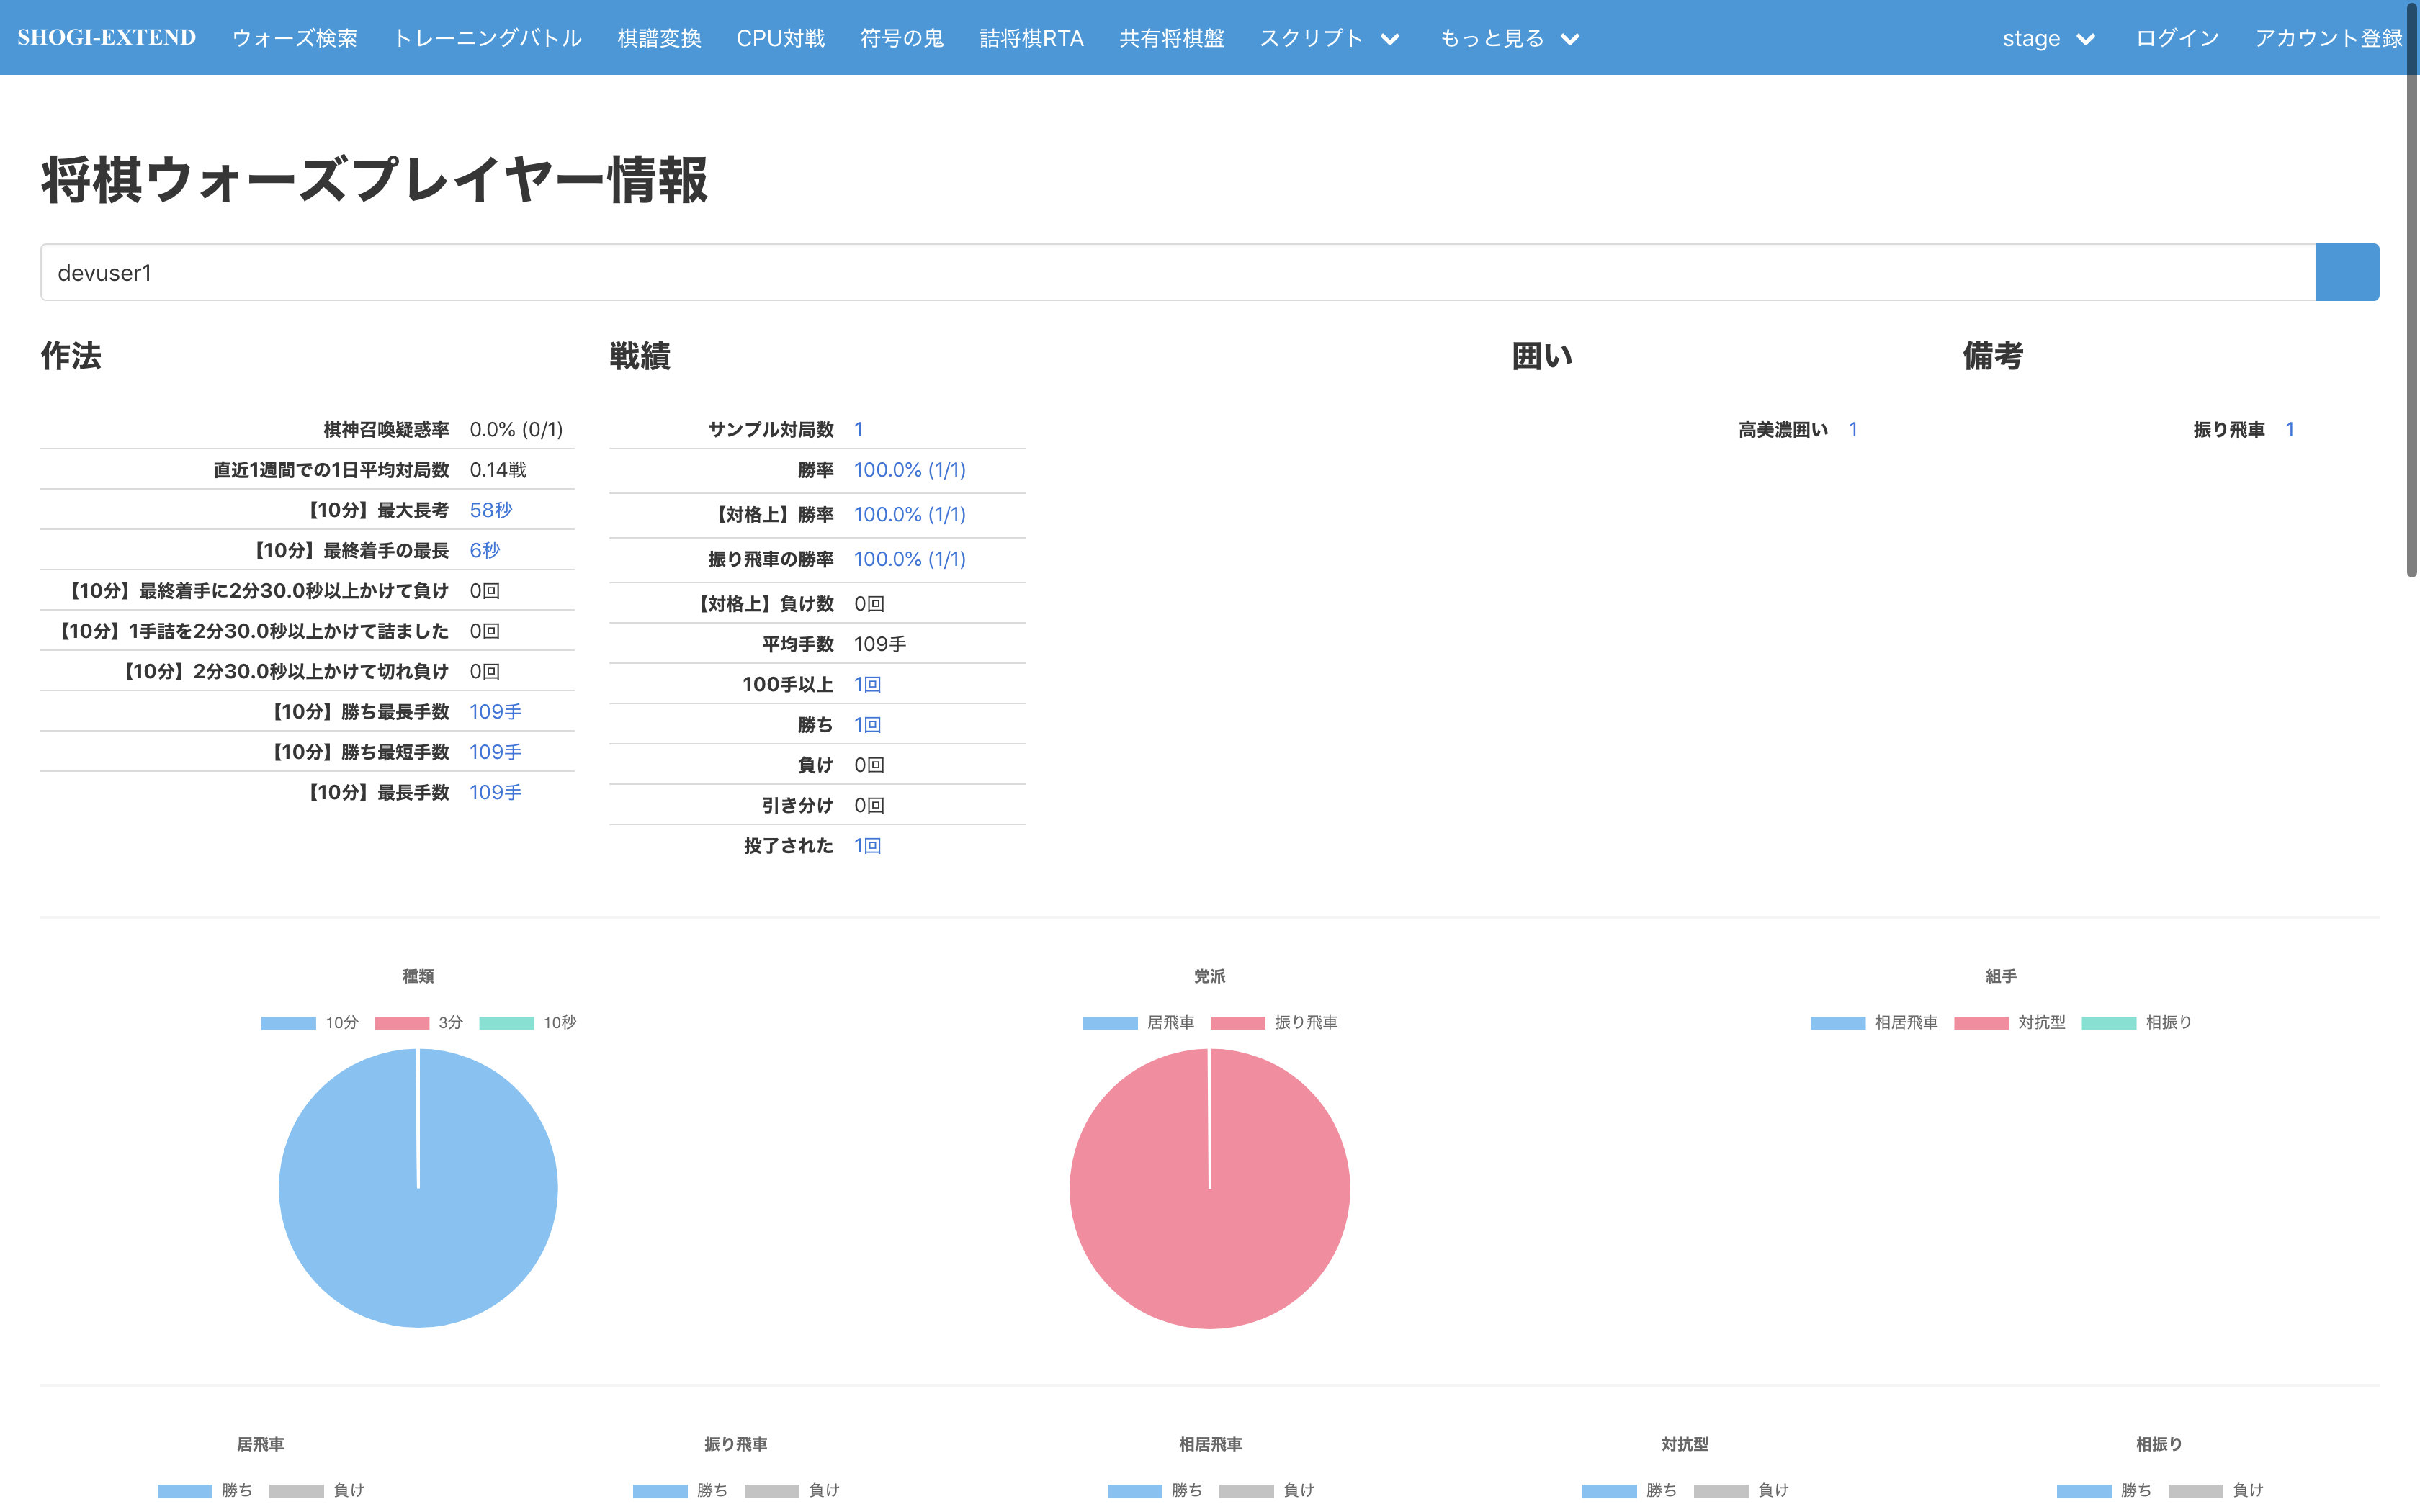 SHOGI-EXTEND ウォーズ検索 トレーニングバトル 棋譜変換 CPU対戦 符号の鬼 詰将棋RTA 共有将棋盤 スクリプト もっと見る stage ログイン アカウント登録
将棋ウォーズプレイヤー情報
devuser1
作法
棋神召喚疑惑率 0.0% (0/1)
直近1週間での1日平均対局数 0.14戦
【10分】最大長考 58秒
【10分】最終着手の最長 6秒
【10分】最終着手に2分30.0秒以上かけて負け 0回
【10分】1手詰を2分30.0秒以上かけて詰ました 0回
【10分】2分30.0秒以上かけて切れ負け 0回
【10分】勝ち最長手数 109手
【10分】勝ち最短手数 109手
【10分】最長手数 109手
戦績
サンプル対局数 1
勝率 100.0% (1/1)
【対格上】勝率 100.0% (1/1)
振り飛車の勝率 100.0% (1/1)
【対格上】負け数 0回
平均手数 109手
100手以上 1回
勝ち 1回
負け 0回
引き分け 0回
投了された 1回
囲い
高美濃囲い 1
備考
振り飛車 1
種類
10分 3分 10秒
党派
居飛車 振り飛車
組手
相居飛車 対抗型 相振り
居飛車
勝ち 負け
振り飛車
勝ち 負け
相居飛車
勝ち 負け
対抗型
勝ち 負け
相振り
勝ち 負け